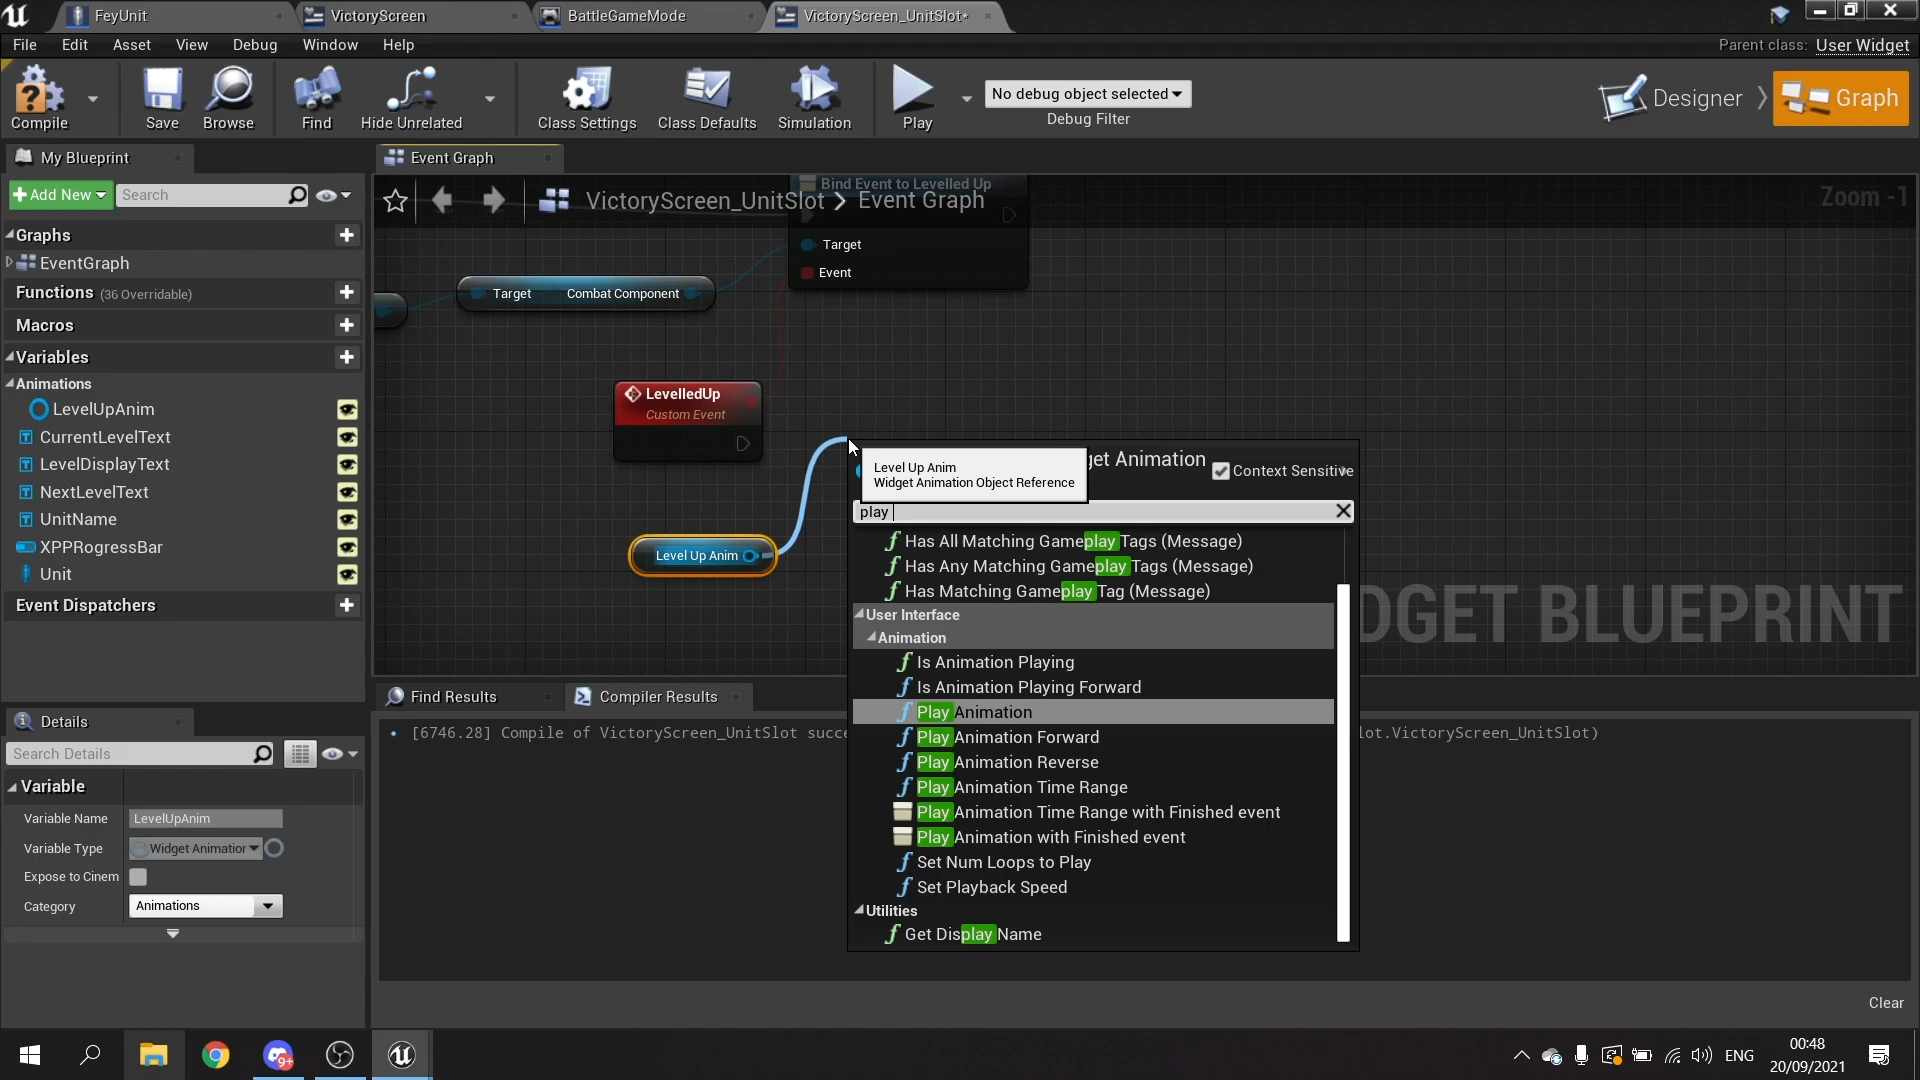 FeyUnit
VictoryScreen
BattleGameMode
VictoryScreen_UnitSlot*
File Edit Asset View Debug Window Help
Parent class: User Widget
Compile
Save
Browse
Find
Hide Unrelated
Class Settings
Class Defaults
Simulation
Play
No debug object selected
Debug Filter
Designer
Graph
My Blueprint
Add New
Search
Graphs
EventGraph
Functions (36 Overridable)
Macros
Variables
Animations
LevelUpAnim
CurrentLevelText
LevelDisplayText
NextLevelText
UnitName
XPPRogressBar
Unit
Event Dispatchers
Details
Search Details
Variable
Variable Name LevelUpAnim
Variable Type Widget Animation
Expose to Cinem
Category Animations
Event Graph
VictoryScreen_UnitSlot > Event Graph
Zoom -1
Bind Event to Levelled Up
Target
Event
Target Combat Component
LevelledUp
Custom Event
Level Up Anim
Level Up Anim
Widget Animation Object Reference
get Animation
Context Sensitive
play
Has All Matching Gameplay Tags (Message)
Has Any Matching Gameplay Tags (Message)
Has Matching Gameplay Tag (Message)
User Interface
Animation
Is Animation Playing
Is Animation Playing Forward
Play Animation
Play Animation Forward
Play Animation Reverse
Play Animation Time Range
Play Animation Time Range with Finished event
Play Animation with Finished event
Set Num Loops to Play
Set Playback Speed
Utilities
Get Display Name
DGET BLUEPRINT
Find Results
Compiler Results
[6746.28] Compile of VictoryScreen_UnitSlot succe
lot.VictoryScreen_UnitSlot)
Clear
9+
ENG
00:48
20/09/2021